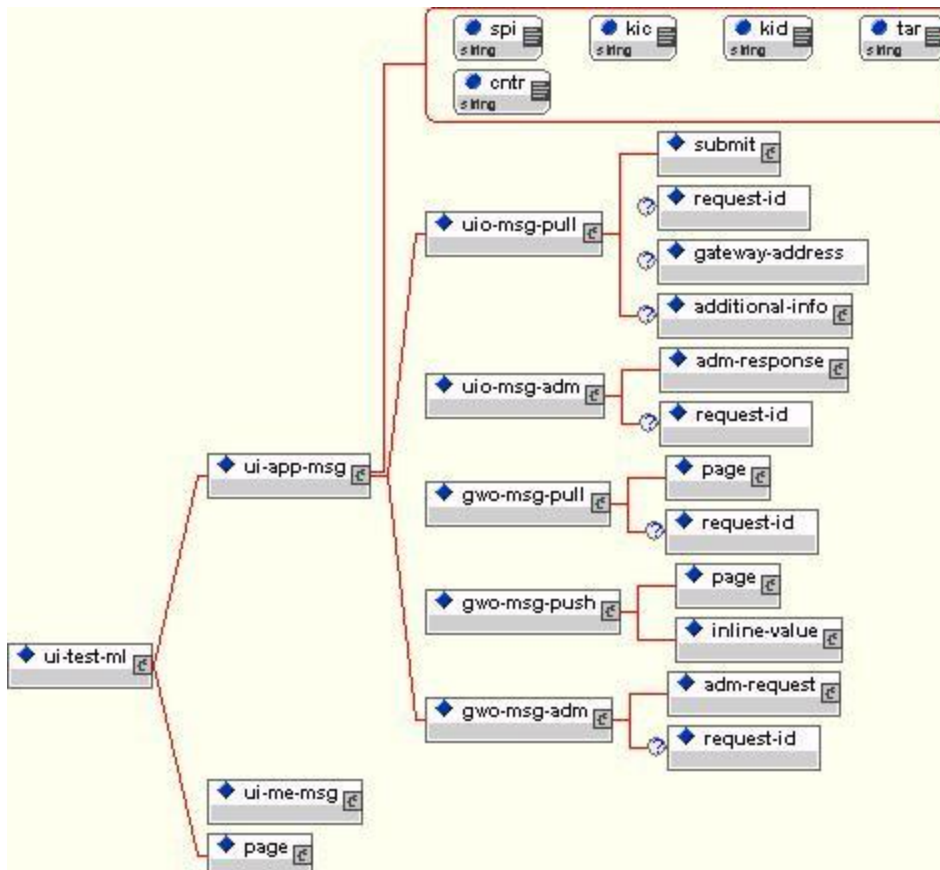 spi kic kid tar
string string string string
cntr
string
submit
request-id
uio-msg-pull
gateway-address
additional-info
adm-response
uio-msg-adm
request-id
ui-app-msg
page
gwo-msg-pull
request-id
page
gwo-msg-push
inline-value
ui-test-ml
adm-request
gwo-msg-adm
request-id
ui-me-msg
page